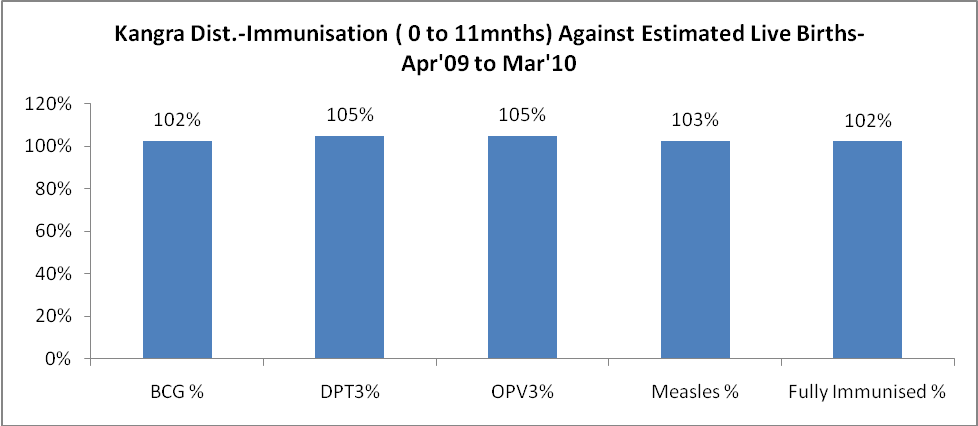 Kangra Dist.-Immunisation ( 0 to 11mnths) Against Estimated Live Births-
Apr'09 to Mar'10
120%
100%
80%
60%
40%
20%
0%
102%
105%
105%
103%
102%
BCG %
DPT3%
OPV3%
Measles %
Fully Immunised %